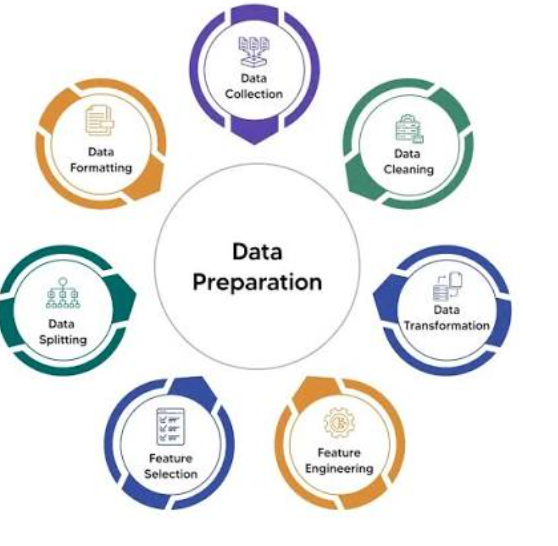 Data
Collection
Data
Cleaning
Data
Transformation
Feature
Engineering
Feature
Selection
Data
Splitting
Data
Formatting
Data
Preparation